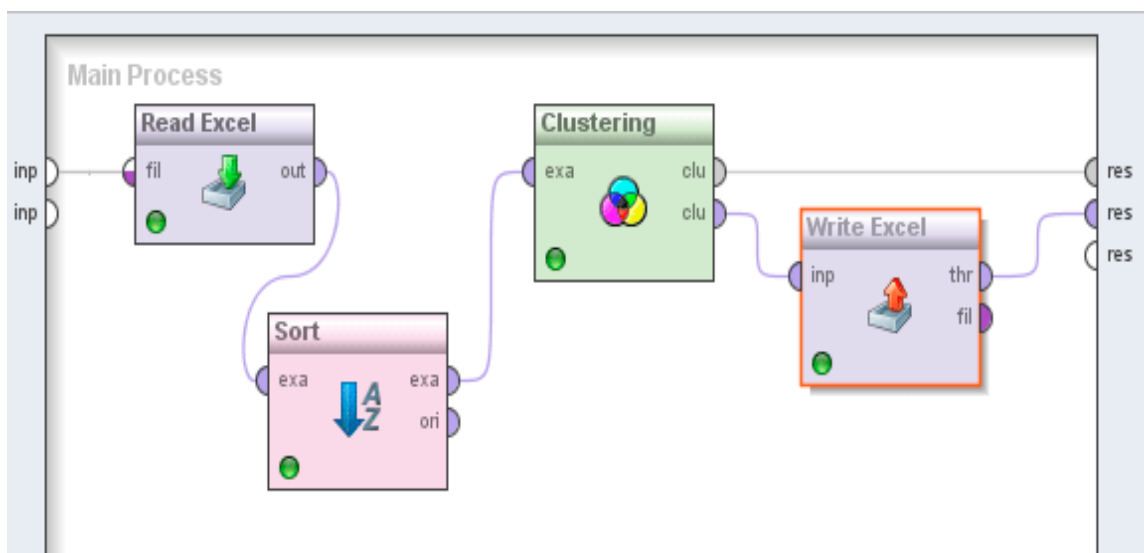 Main Process
Read Excel
inp
fil
out
inp
Sort
exa
exa
ori
Clustering
exa
clu
clu
Write Excel
inp
thr
fil
res
res
res